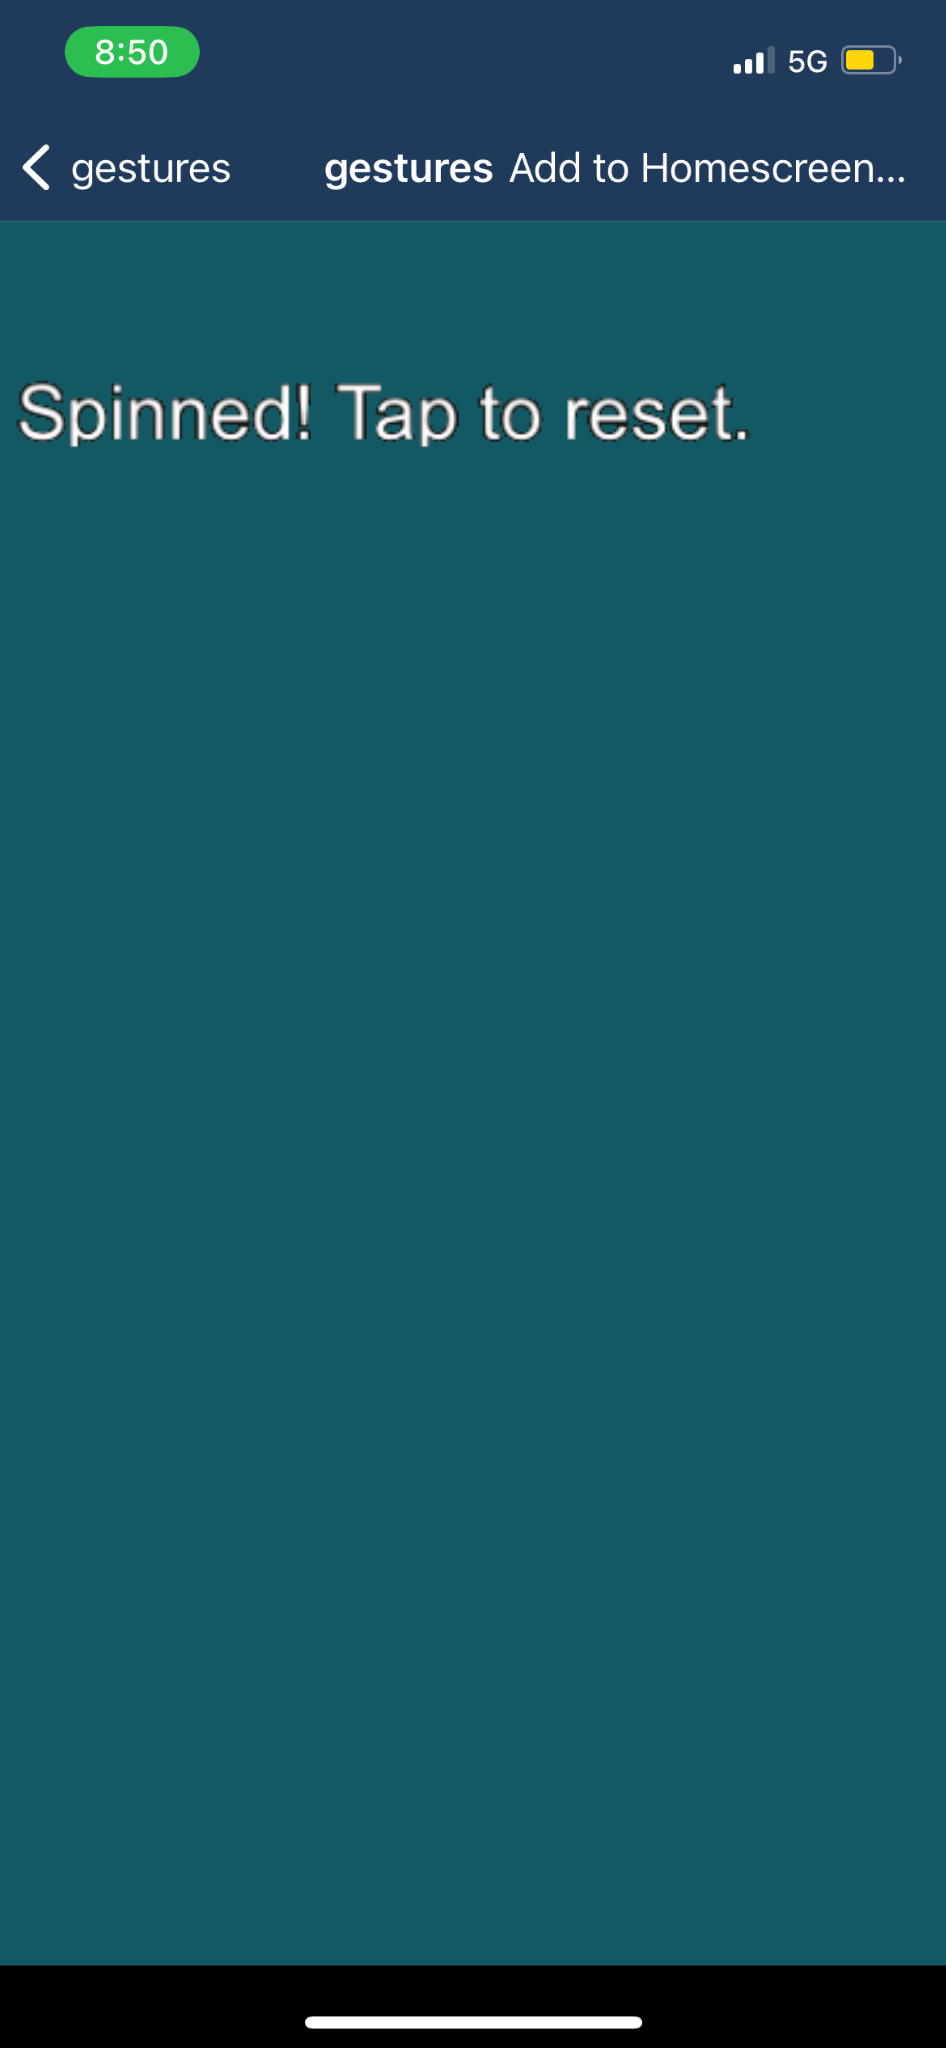 8:50 5G
gestures gestures Add to Homescreen...
Spinned! Tap to reset.